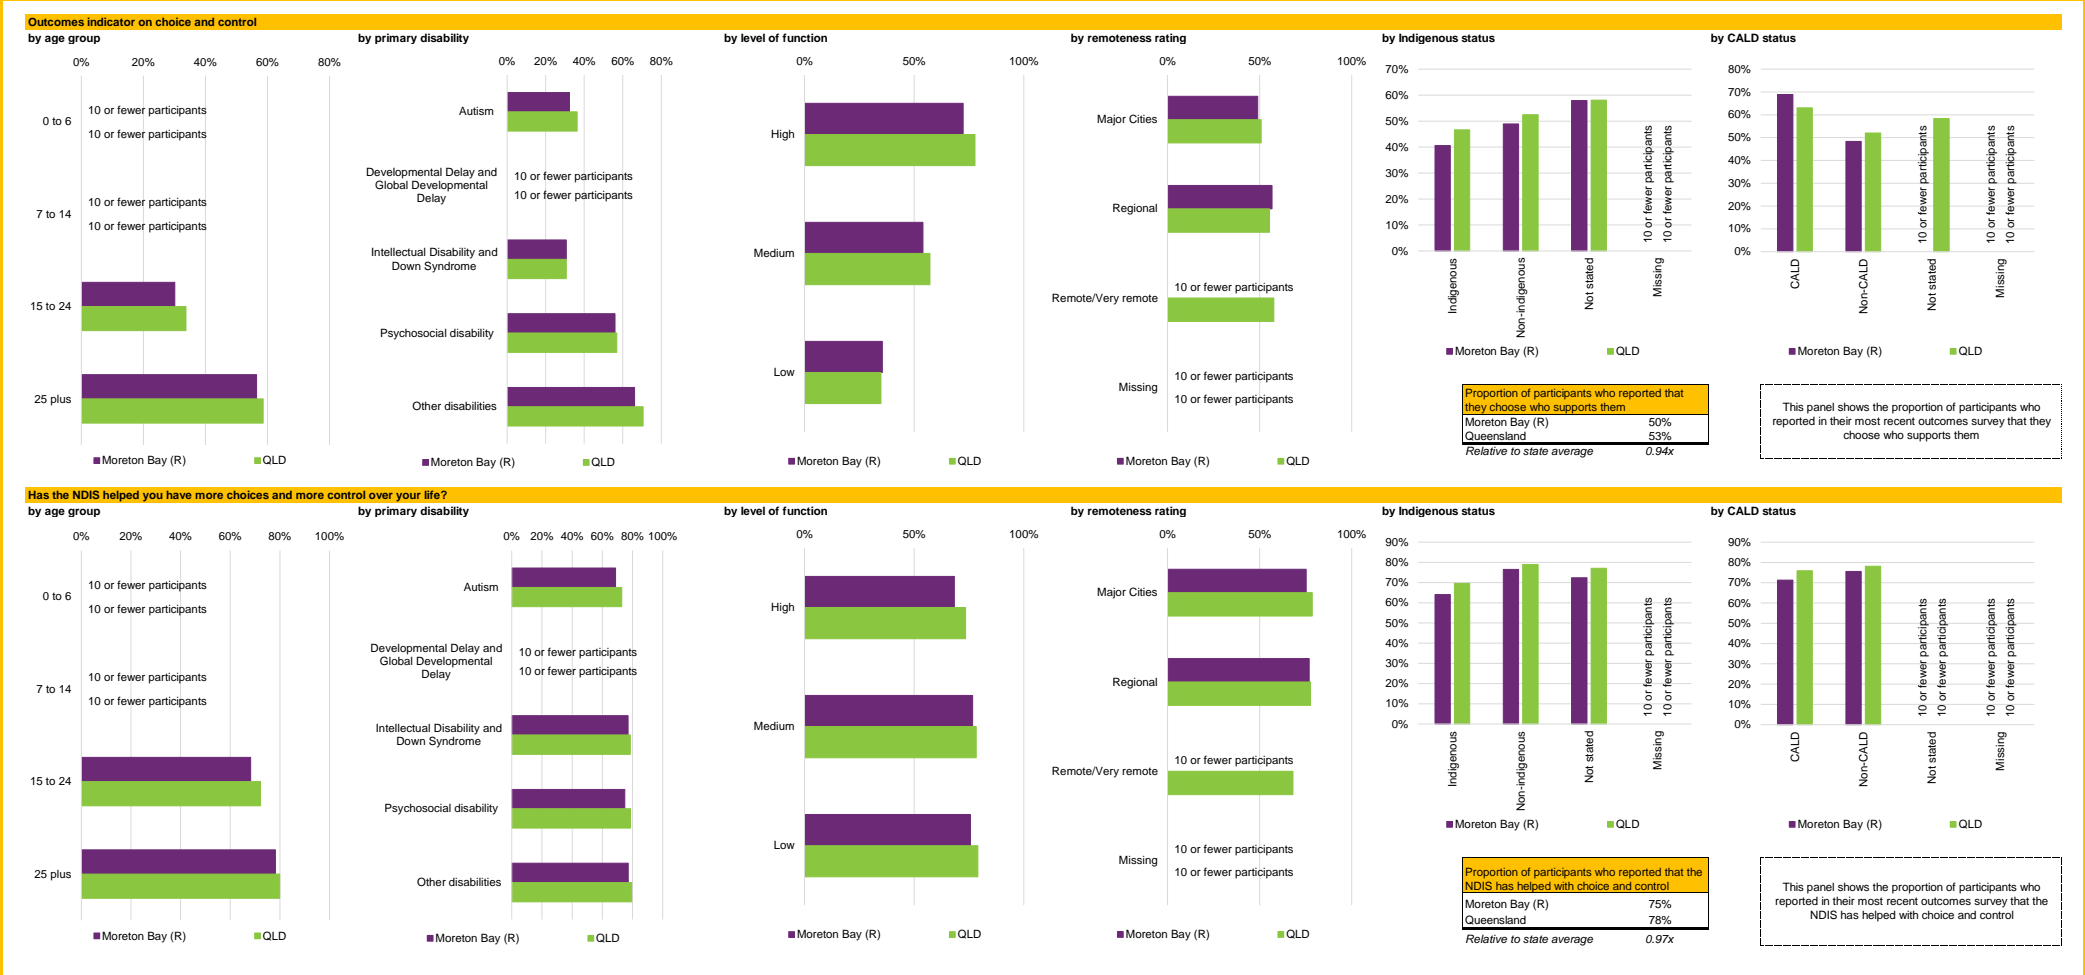 Outcomes indicator on choice and control
by age group
0% 20% 40% 60% 80%
0 to 6
10 or fewer participants
10 or fewer participants
7 to 14
10 or fewer participants
10 or fewer participants
15 to 24
25 plus
Moreton Bay (R) QLD
by primary disability
0% 20% 40% 60% 80%
Autism
Developmental Delay and
Global Developmental
Delay
10 or fewer participants
10 or fewer participants
Intellectual Disability and
Down Syndrome
Psychosocial disability
Other disabilities
Moreton Bay (R) QLD
by level of function
0% 50% 100%
High
Medium
Low
Moreton Bay (R) QLD
by remoteness rating
0% 50% 100%
Major Cities
Regional
Remote/Very remote
10 or fewer participants
Missing
10 or fewer participants
10 or fewer participants
Moreton Bay (R) QLD
by Indigenous status
70%
60%
50%
40%
30%
20%
10%
0%
10 or fewer participants
10 or fewer participants
Indigenous
Non-indigenous
Not stated
Missing
Moreton Bay (R) QLD
by CALD status
80%
70%
60%
50%
40%
30%
20%
10%
0%
10 or fewer participants
10 or fewer participants
10 or fewer participants
CALD
Non-CALD
Not stated
Missing
Moreton Bay (R) QLD
Proportion of participants who reported that
they choose who supports them
Moreton Bay (R) 50%
Queensland 53%
Relative to state average 0.94x
This panel shows the proportion of participants who
reported in their most recent outcomes survey that they
choose who supports them
Has the NDIS helped you have more choices and more control over your life?
by age group
0% 20% 40% 60% 80% 100%
0 to 6
10 or fewer participants
10 or fewer participants
7 to 14
10 or fewer participants
10 or fewer participants
15 to 24
25 plus
Moreton Bay (R) QLD
by primary disability
0% 20% 40% 60% 80% 100%
Autism
Developmental Delay and
Global Developmental
Delay
10 or fewer participants
10 or fewer participants
Intellectual Disability and
Down Syndrome
Psychosocial disability
Other disabilities
Moreton Bay (R) QLD
by level of function
0% 50% 100%
High
Medium
Low
Moreton Bay (R) QLD
by remoteness rating
0% 50% 100%
Major Cities
Regional
Remote/Very remote
10 or fewer participants
Missing
10 or fewer participants
10 or fewer participants
Moreton Bay (R) QLD
by Indigenous status
90%
80%
70%
60%
50%
40%
30%
20%
10%
0%
10 or fewer participants
10 or fewer participants
Indigenous
Non-indigenous
Not stated
Missing
Moreton Bay (R) QLD
by CALD status
90%
80%
70%
60%
50%
40%
30%
20%
10%
0%
10 or fewer participants
10 or fewer participants
10 or fewer participants
10 or fewer participants
CALD
Non-CALD
Not stated
Missing
Moreton Bay (R) QLD
Proportion of participants who reported that the
NDIS has helped with choice and control
Moreton Bay (R) 75%
Queensland 78%
Relative to state average 0.97x
This panel shows the proportion of participants who
reported in their most recent outcomes survey that the
NDIS has helped with choice and control